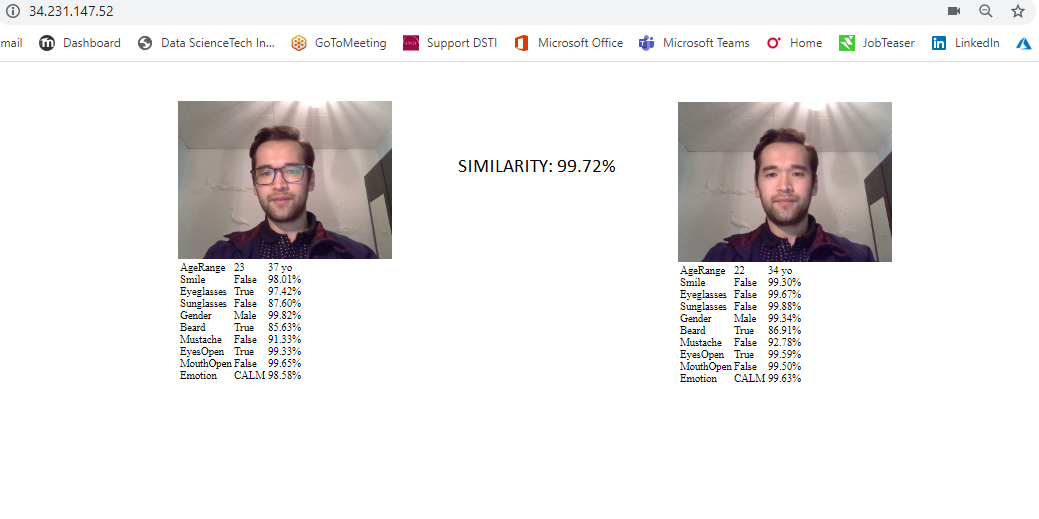 34.231.147.52
mail Dashboard Data ScienceTech In... GoToMeeting Support DSTI Microsoft Office Microsoft Teams Home JobTeaser LinkedIn
SIMILARITY: 99.72%
AgeRange 23 37 yo
Smile False 98.01%
Eyeglasses True 97.42%
Sunglasses False 87.60%
Gender Male 99.82%
Beard True 85.63%
Mustache False 91.33%
EyesOpen True 99.33%
MouthOpen False 99.65%
Emotion CALM 98.58%
AgeRange 22 34 yo
Smile False 99.30%
Eyeglasses False 99.67%
Sunglasses False 99.88%
Gender Male 99.34%
Beard True 86.91%
Mustache False 92.78%
EyesOpen True 99.59%
MouthOpen False 99.50%
Emotion CALM 99.63%